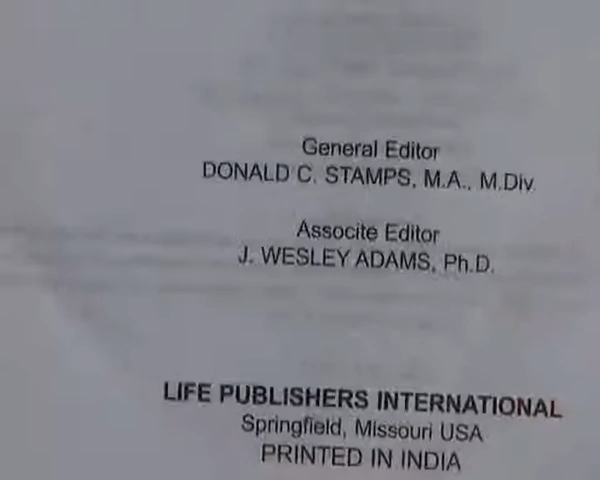 General Editor
DONALD C. STAMPS, M.A., M.Div.
Associte Editor
J. WESLEY ADAMS, Ph.D.
LIFE PUBLISHERS INTERNATIONAL
Springfield, Missouri USA
PRINTED IN INDIA